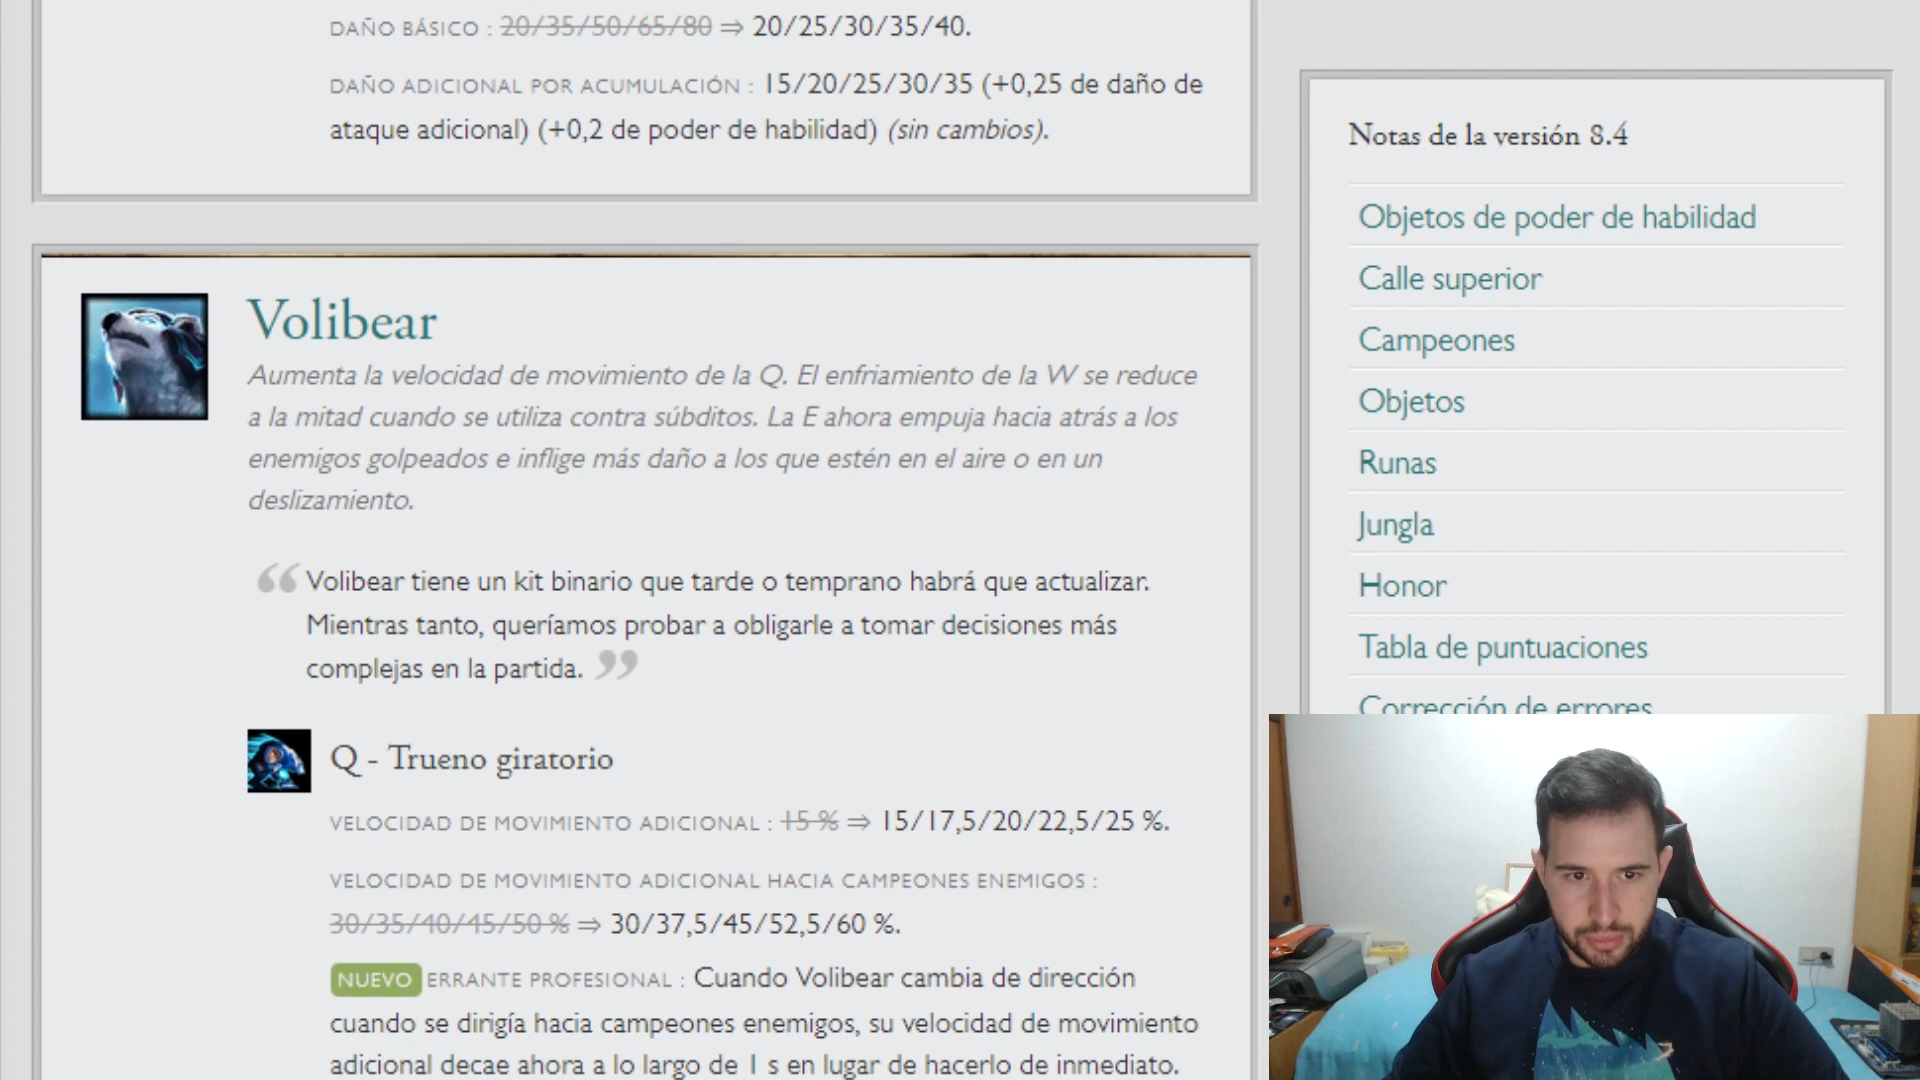 DAÑO BÁSICO : 20/35/50/65/80 ⇒ 20/25/30/35/40.
DAÑO ADICIONAL POR ACUMULACIÓN : 15/20/25/30/35 (+0,25 de daño de
ataque adicional) (+0,2 de poder de habilidad) (sin cambios).
Volibear
Aumenta la velocidad de movimiento de la Q. El enfriamiento de la W se reduce
a la mitad cuando se utiliza contra súbditos. La E ahora empuja hacia atrás a los
enemigos golpeados e inflige más daño a los que estén en el aire o en un
deslizamiento.
“ Volibear tiene un kit binario que tarde o temprano habrá que actualizar.
Mientras tanto, queríamos probar a obligarle a tomar decisiones más
complejas en la partida. ”
Q - Trueno giratorio
VELOCIDAD DE MOVIMIENTO ADICIONAL : 15 % ⇒ 15/17,5/20/22,5/25 %.
VELOCIDAD DE MOVIMIENTO ADICIONAL HACIA CAMPEONES ENEMIGOS :
30/35/40/45/50 % ⇒ 30/37,5/45/52,5/60 %.
NUEVO ERRANTE PROFESIONAL : Cuando Volibear cambia de dirección
cuando se dirigía hacia campeones enemigos, su velocidad de movimiento
adicional decae ahora a lo largo de 1 s en lugar de hacerlo de inmediato.
Notas de la versión 8.4
Objetos de poder de habilidad
Calle superior
Campeones
Objetos
Runas
Jungla
Honor
Tabla de puntuaciones
Corrección de errores